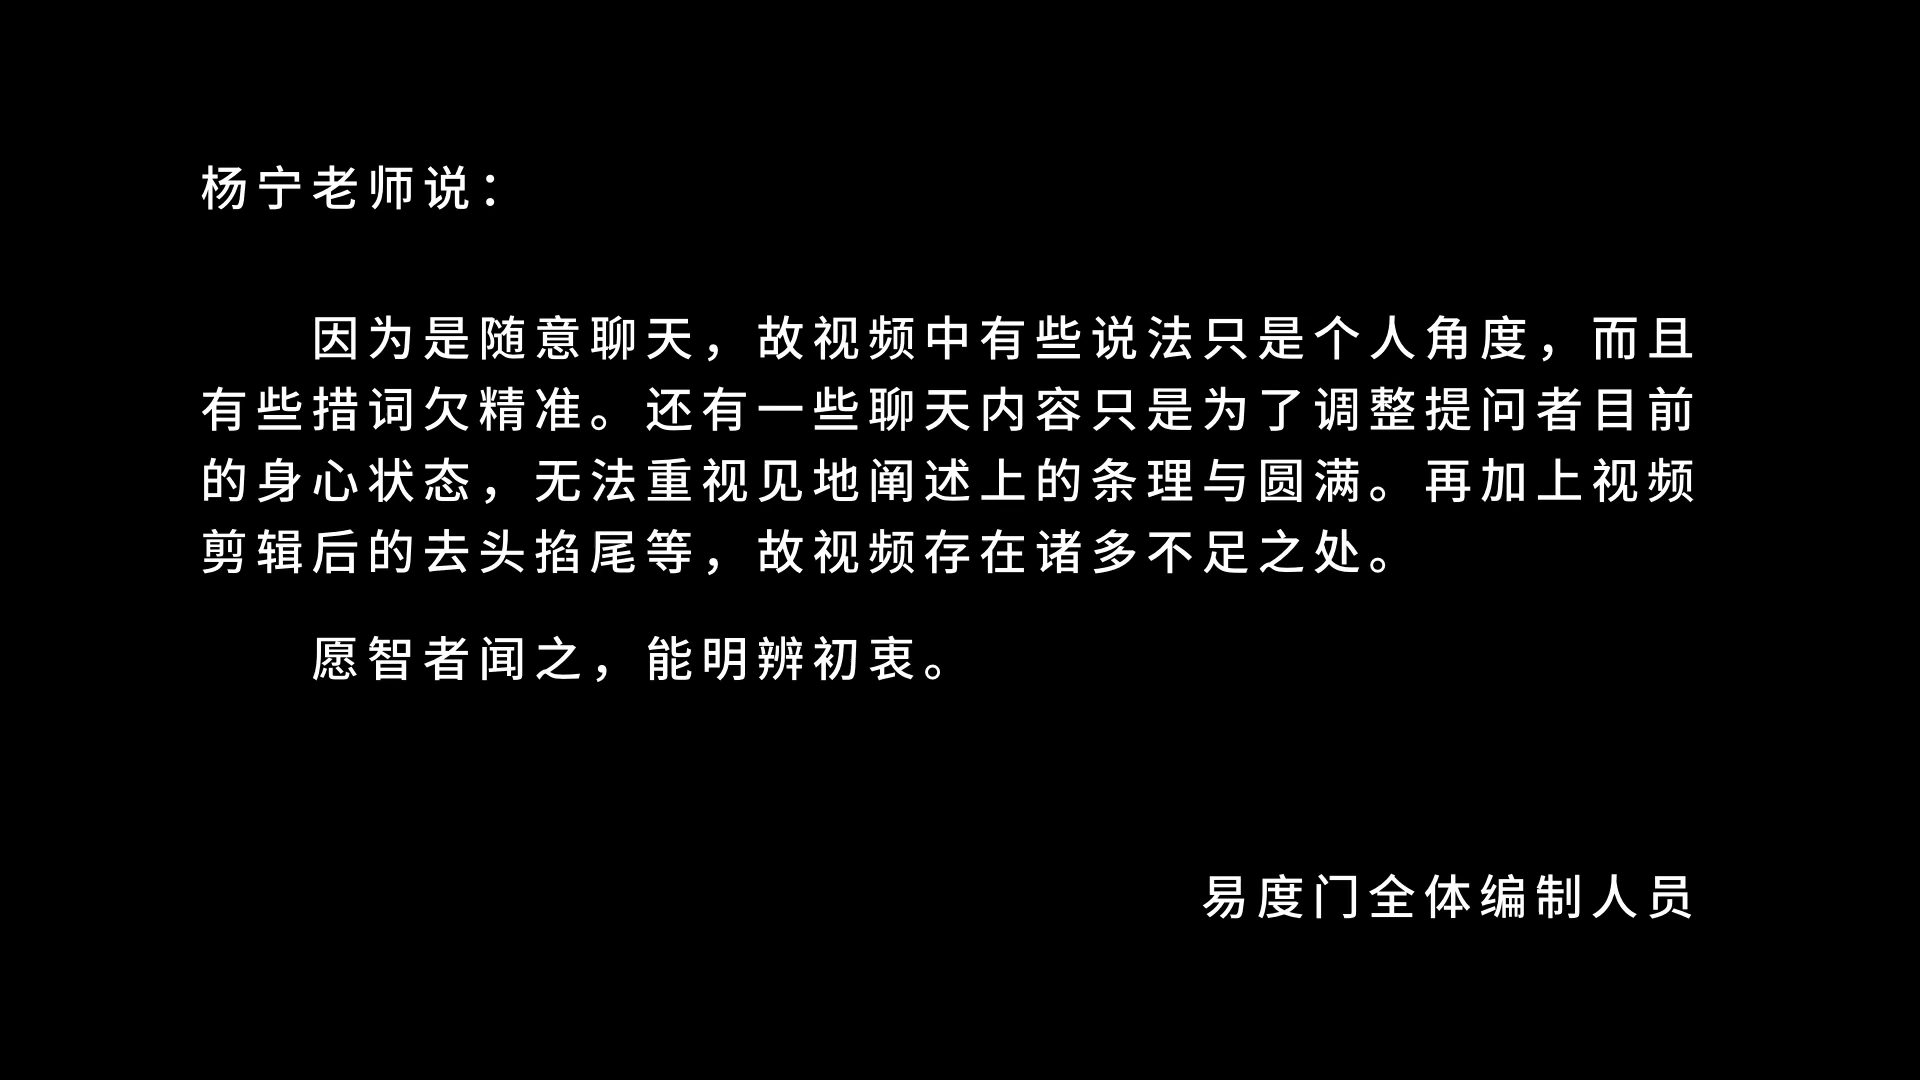 杨宁老师说：
因为是随意聊天，故视频中有些说法只是个人角度，而且
有些措词欠精准。还有一些聊天内容只是为了调整提问者目前
的身心状态，无法重视见地阐述上的条理与圆满。再加上视频
剪辑后的去头掐尾等，故视频存在诸多不足之处。
愿智者闻之，能明辨初衷。
易度门全体编制人员